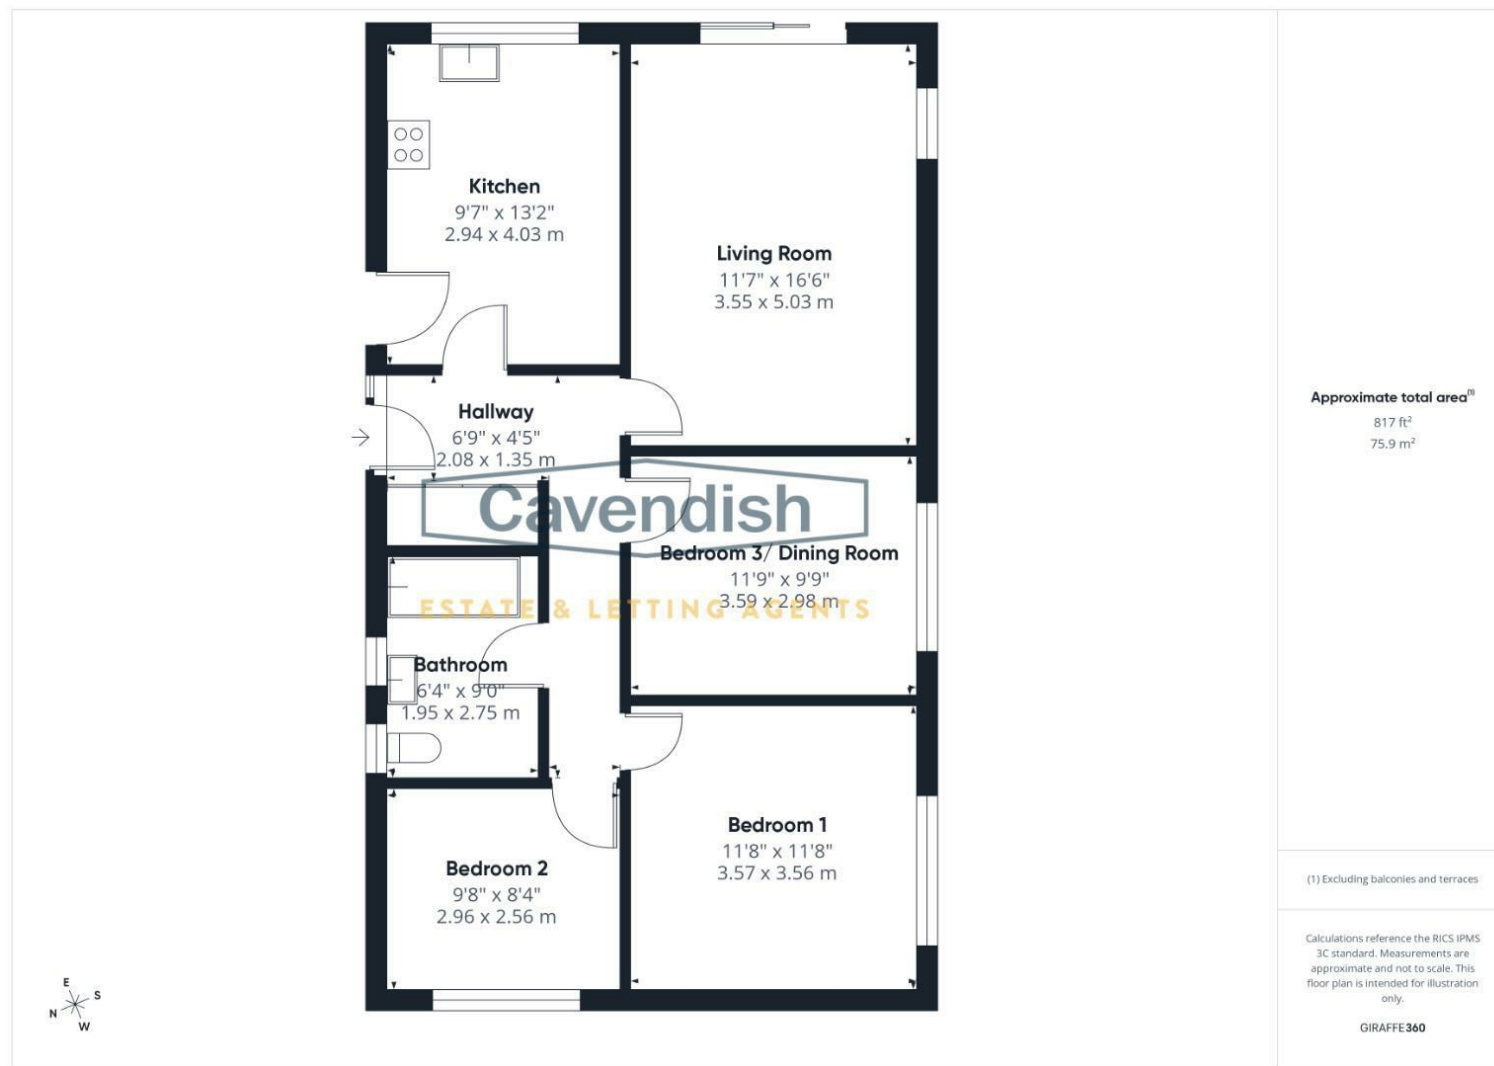 Kitchen
9'7" x 13'2"
2.94 x 4.03 m
Living Room
11'7" x 16'6"
3.55 x 5.03 m
Hallway
6'9" x 4'5"
2.08 x 1.35 m
Cavendish
ESTATE & LETTING AGENTS
Bedroom 3/ Dining Room
11'9" x 9'9"
3.59 x 2.98 m
Bathroom
6'4" x 9'0"
1.95 x 2.75 m
Bedroom 1
11'8" x 11'8"
3.57 x 3.56 m
Bedroom 2
9'8" x 8'4"
2.96 x 2.56 m
E
S
N
W
Approximate total area(1)
817 ft²
75.9 m²
(1) Excluding balconies and terraces
Calculations reference the RICS IPMS
3C standard. Measurements are
approximate and not to scale. This
floor plan is intended for illustration
only.
GIRAFFE360